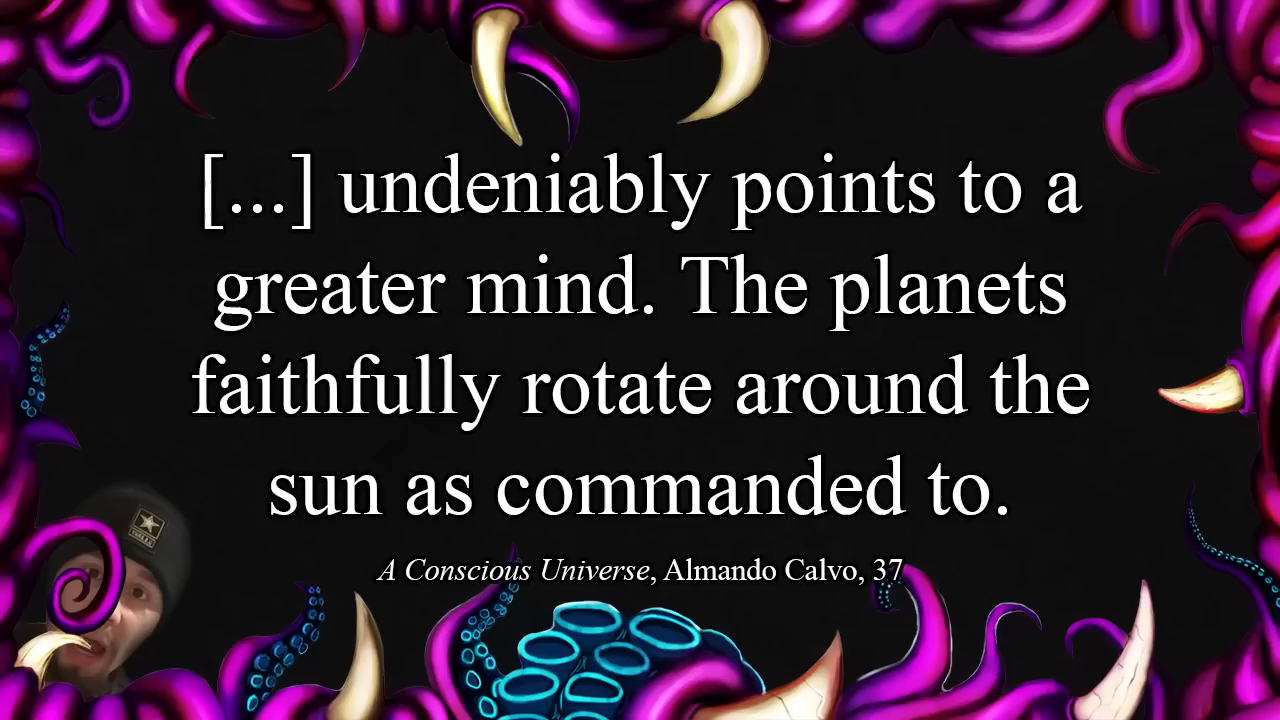 [...] undeniably points to a
greater mind. The planets
faithfully rotate around the
sun as commanded to.
A Conscious Universe, Almando Calvo, 37